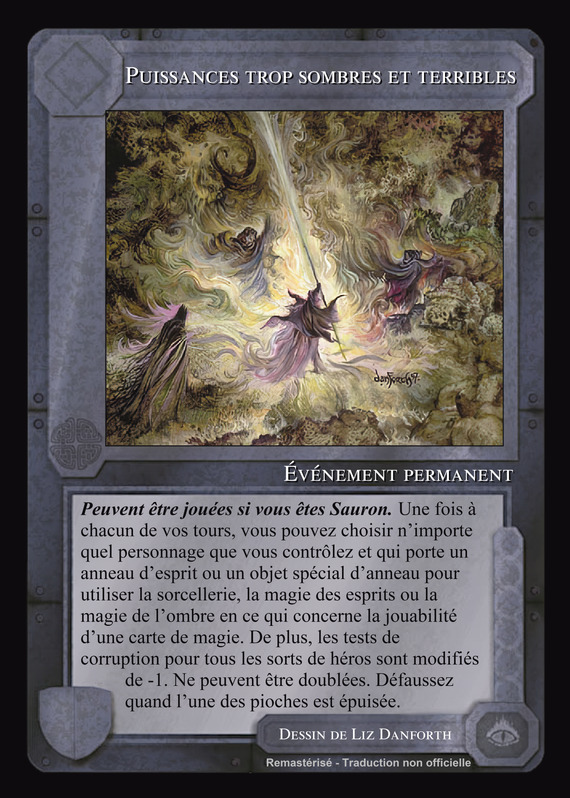 Puissances trop sombres et terribles
danforth 97
Événement permanent
Peuvent être jouées si vous êtes Sauron. Une fois à
chacun de vos tours, vous pouvez choisir n'importe
quel personnage que vous contrôlez et qui porte un
anneau d'esprit ou un objet spécial d'anneau pour
utiliser la sorcellerie, la magie des esprits ou la
magie de l'ombre en ce qui concerne la jouabilité
d'une carte de magie. De plus, les tests de
corruption pour tous les sorts de héros sont modifiés
de -1. Ne peuvent être doublées. Défaussez
quand l'une des pioches est épuisée.
Dessin de Liz Danforth
Remastérisé - Traduction non officielle